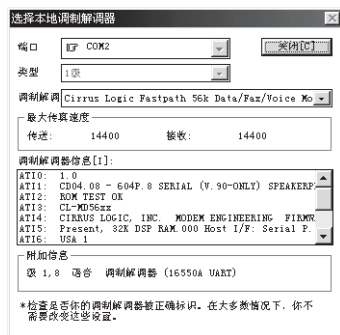 选择本地调制解调器
端口 COM2 关闭[C]
类型 1级
调制解调 Cirrus Logic Fastpath 56k Data/Fax/Voice Mo
最大传真速度
传送: 14400 接收: 14400
调制解调器信息[I]:
ATI0: 1.0
ATI1: CD04.08 - 604P.8 SERIAL (V.90-ONLY) SPEAKERP
ATI2: ROM TEST OK
ATI3: CL-MD56xx
ATI4: CIRRUS LOGIC, INC. MODEM ENGINEERING FIRMW
ATI5: Present, 32K DSP RAM.000 Host I/F: Serial P.
ATI6: USA 1
附加信息
级 1,8 语音 调制解调器 (16550A UART)
*检查是否你的调制解调器被正确标识。在大多数情况下，你不
需要改变这些设置。